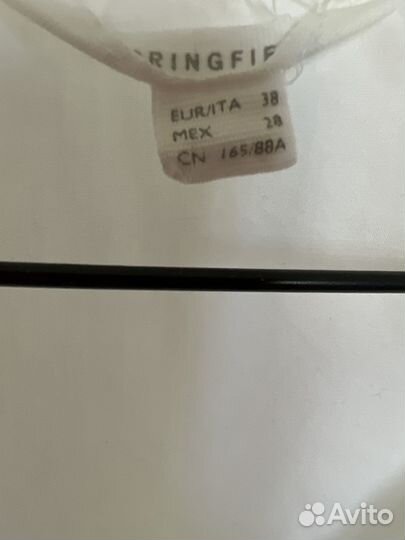 RINGFIE
EUR/ITA 38
MEX 28
CN 165/88A
Avito